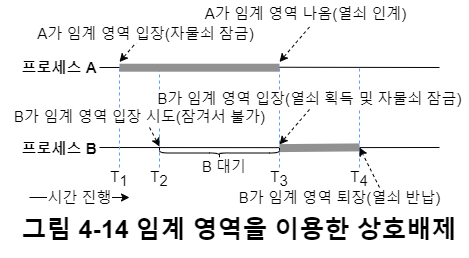 A가 임계 영역 나옴(열쇠 인계)
A가 임계 영역 입장(자물쇠 잠금)
프로세스 A
B가 임계 영역 입장(열쇠 획득 및 자물쇠 잠금)
B가 임계 영역 입장 시도(잠겨서 불가)
프로세스 B
B 대기
T1 T2 T3 T4
시간 진행
B가 임계 영역 퇴장(열쇠 반납)
그림 4-14 임계 영역을 이용한 상호배제